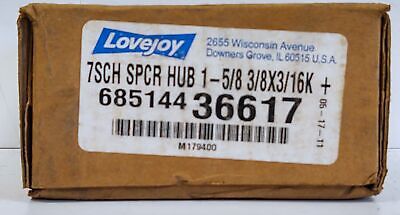 Lovejoy
2655 Wisconsin Avenue
Downers Grove, IL 60515 U.S.A.
7SCH SPCR HUB 1-5/8 3/8X3/16K +
685144 36617
05-17-11
M179400